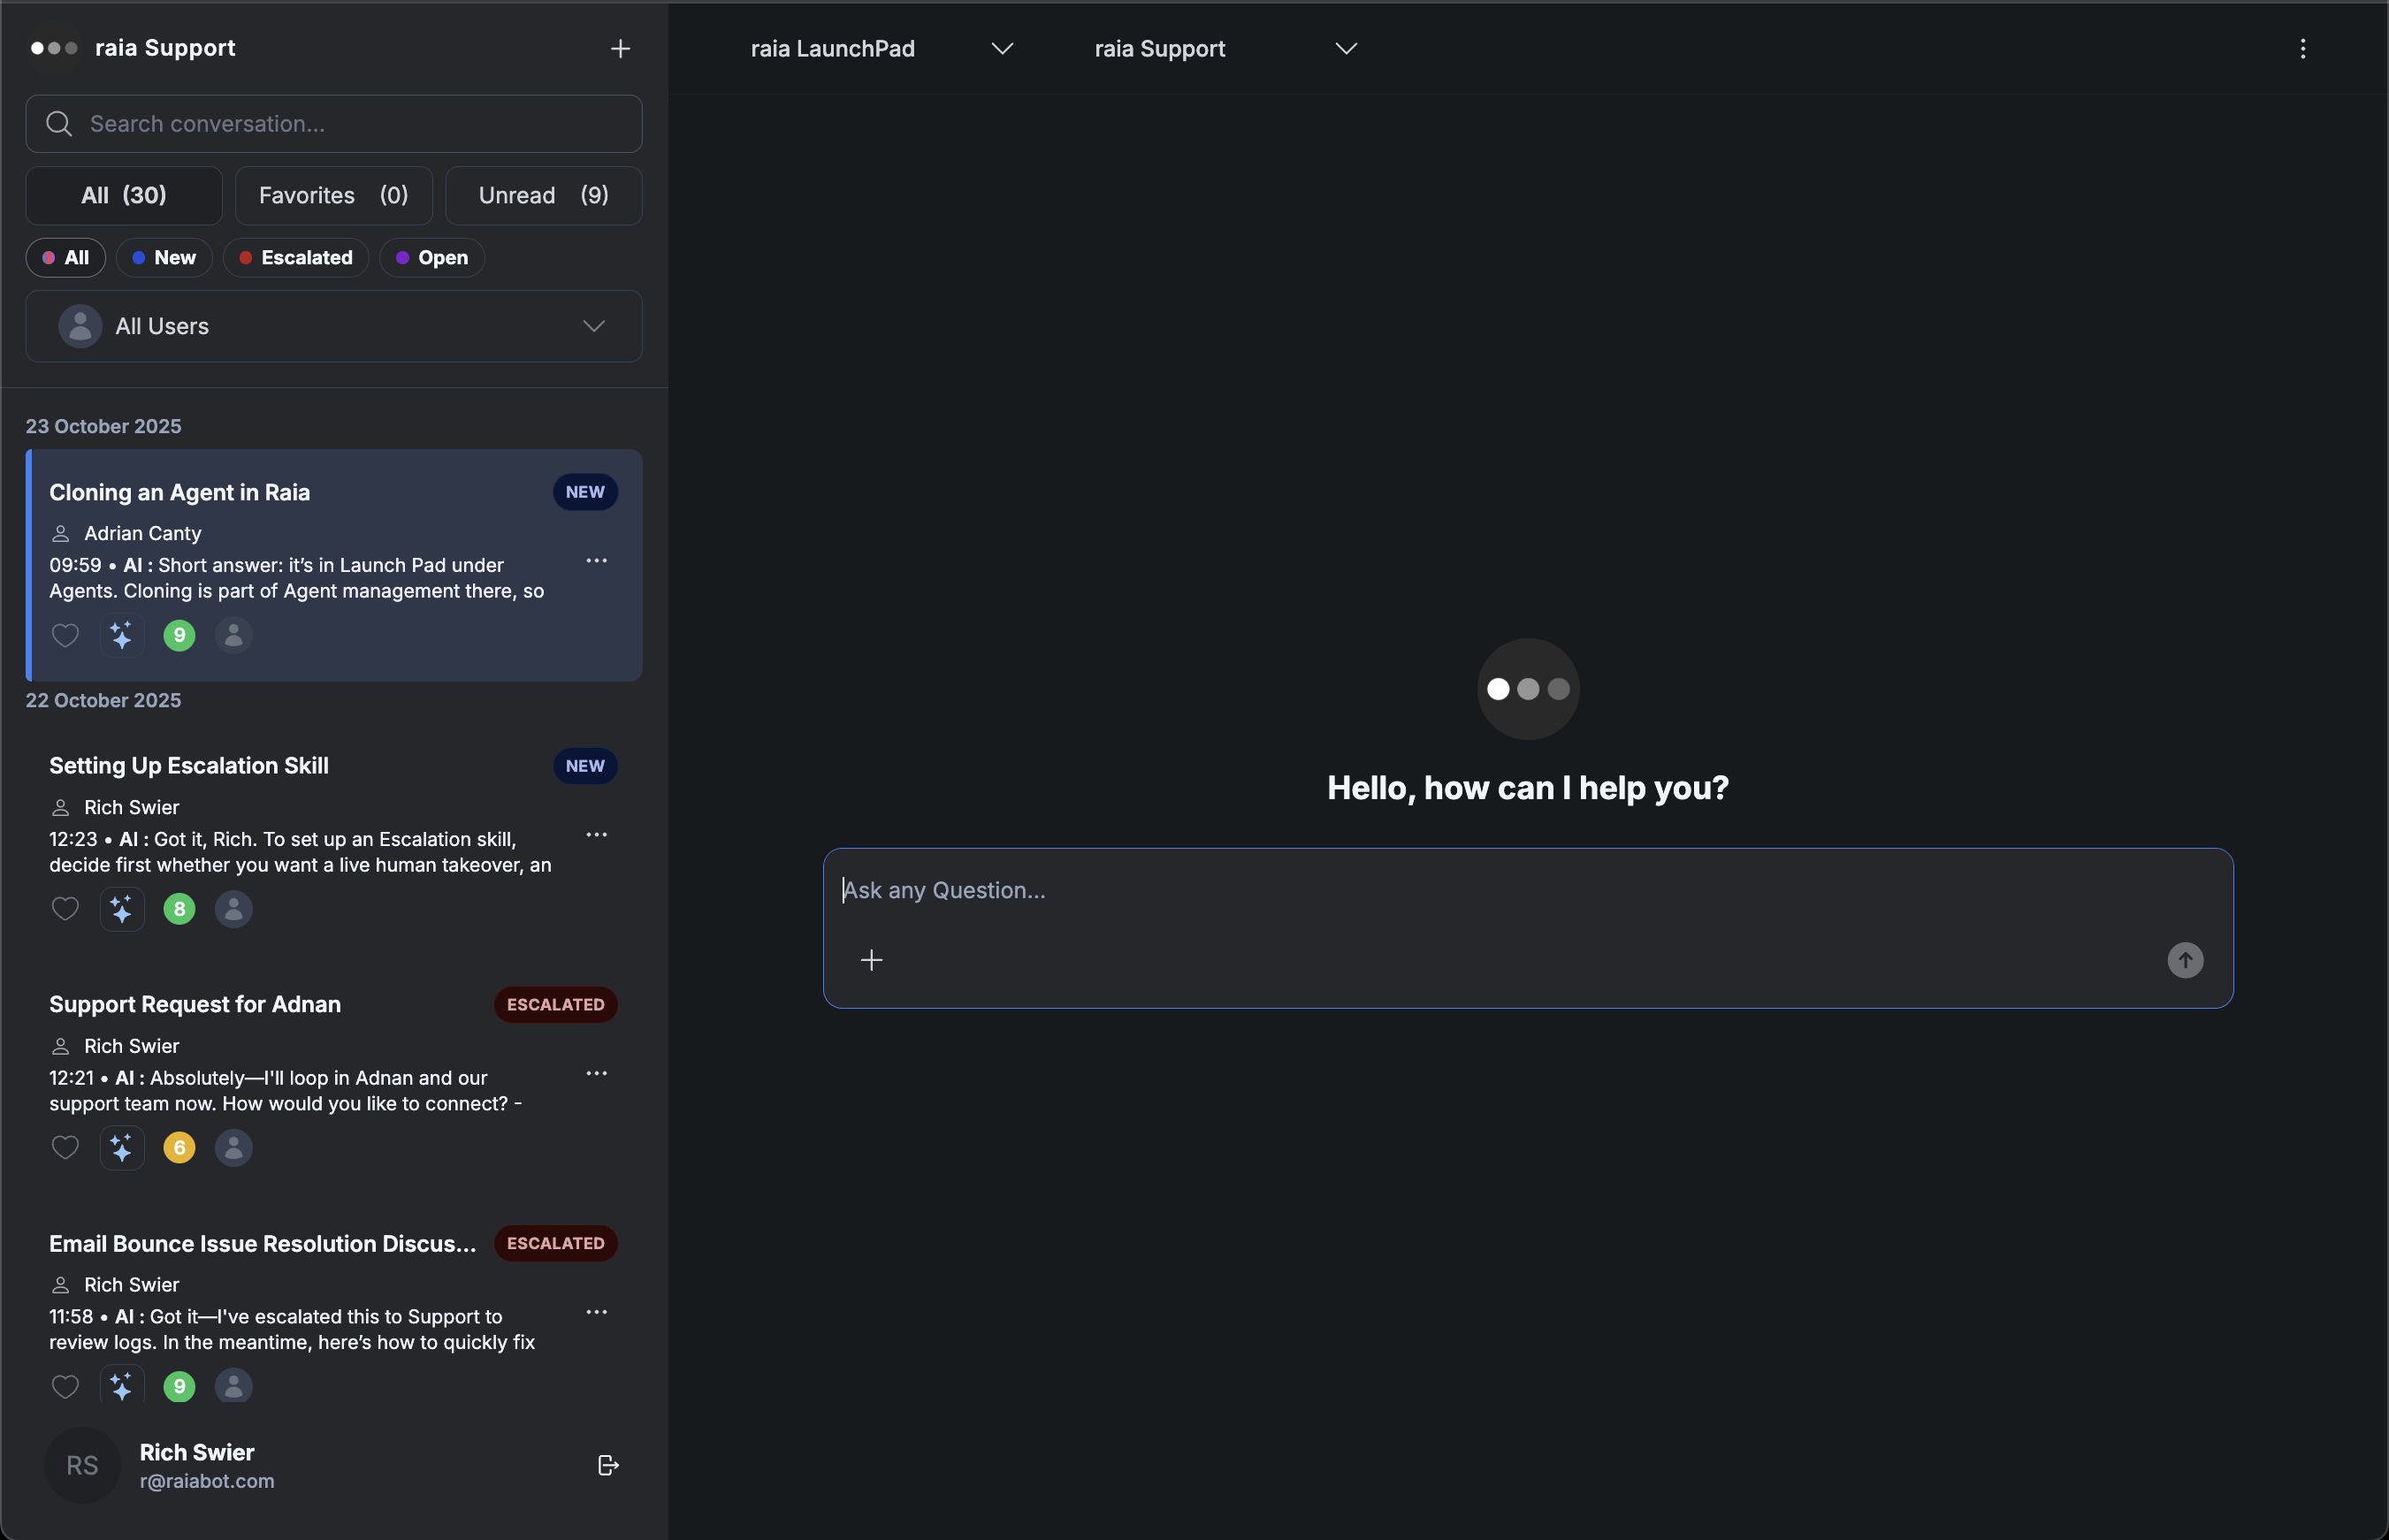 raia Support
Search conversation...
All (30)
Favorites (0)
Unread (9)
All
New
Escalated
Open
All Users
23 October 2025
Cloning an Agent in Raia
NEW
Adrian Canty
09:59 • AI : Short answer: it’s in Launch Pad under
Agents. Cloning is part of Agent management there, so
9
22 October 2025
Setting Up Escalation Skill
NEW
Rich Swier
12:23 • AI : Got it, Rich. To set up an Escalation skill,
decide first whether you want a live human takeover, an
8
Support Request for Adnan
ESCALATED
Rich Swier
12:21 • AI : Absolutely—I'll loop in Adnan and our
support team now. How would you like to connect? -
6
Email Bounce Issue Resolution Discus...
ESCALATED
Rich Swier
11:58 • AI : Got it—I've escalated this to Support to
review logs. In the meantime, here’s how to quickly fix
9
RS
Rich Swier
r@raiabot.com
raia LaunchPad
raia Support
Hello, how can I help you?
Ask any Question...